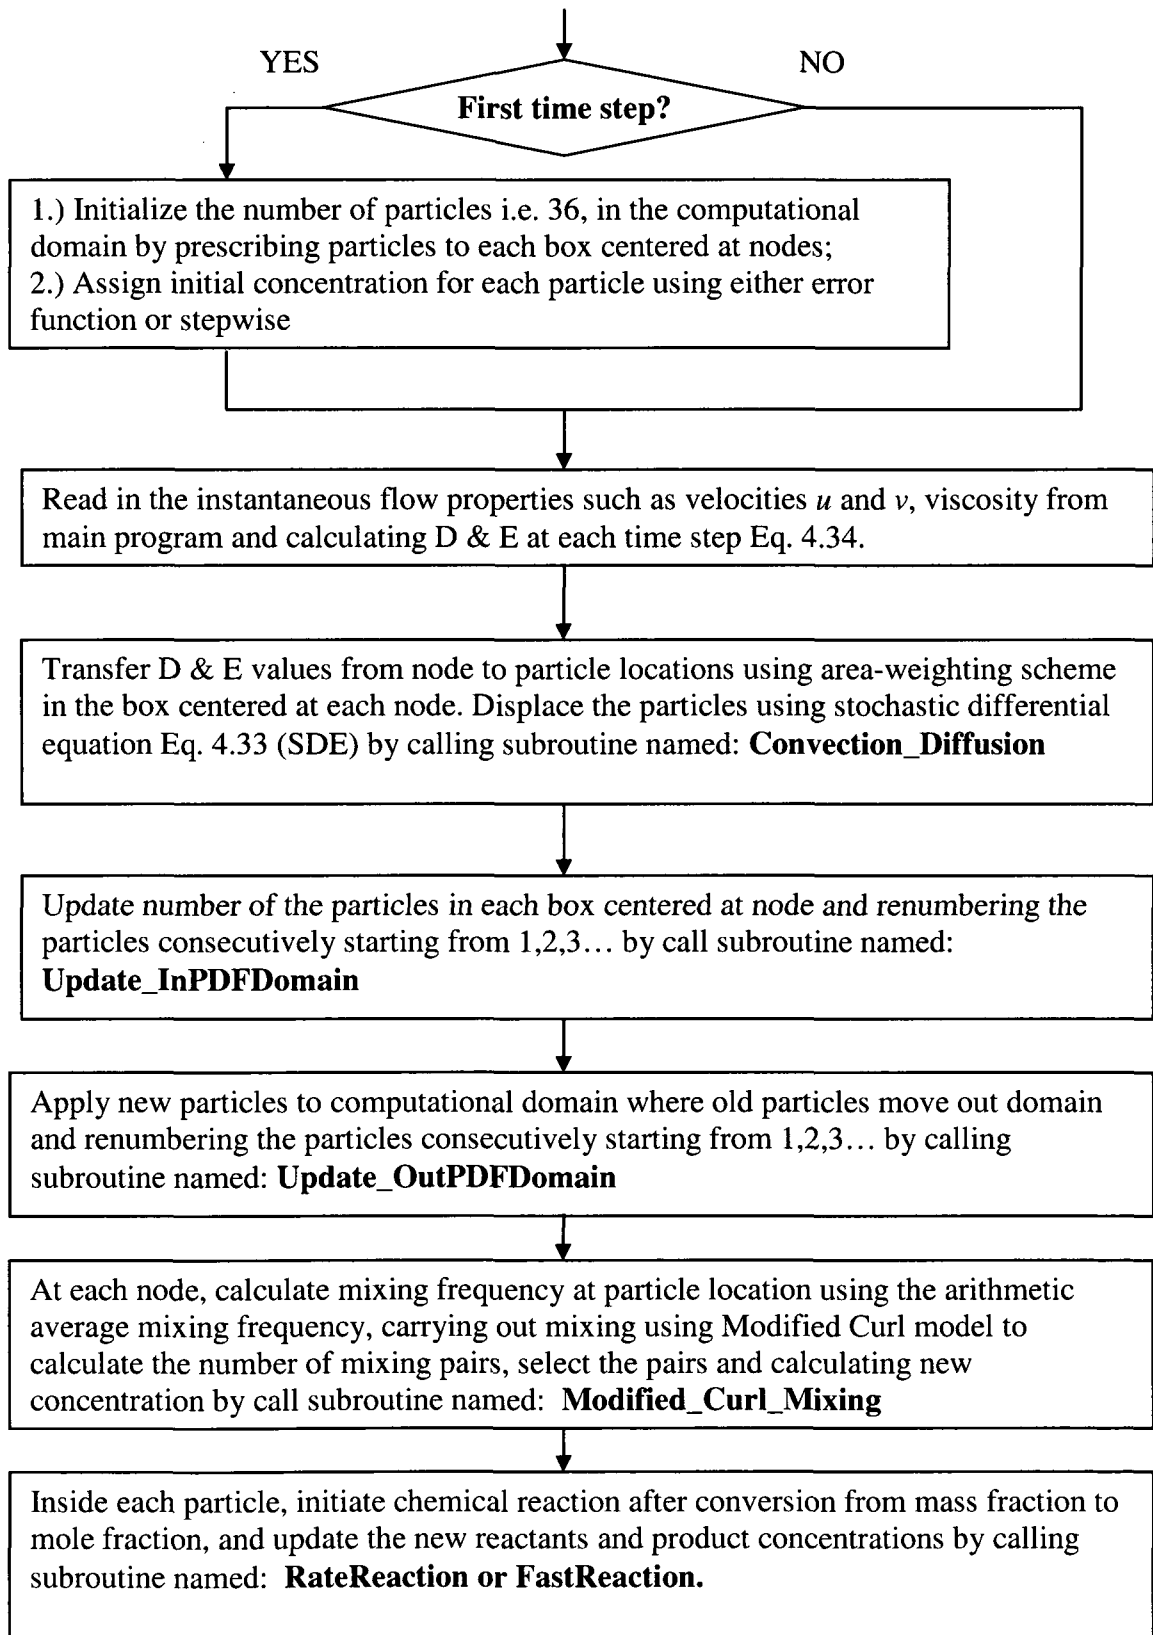 YES
NO
First time step?
1.) Initialize the number of particles i.e. 36, in the computational
domain by prescribing particles to each box centered at nodes;
2.) Assign initial concentration for each particle using either error
function or stepwise
Read in the instantaneous flow properties such as velocities u and v, viscosity from
main program and calculating D & E at each time step Eq. 4.34.
Transfer D & E values from node to particle locations using area-weighting scheme
in the box centered at each node. Displace the particles using stochastic differential
equation Eq. 4.33 (SDE) by calling subroutine named: Convection_Diffusion
Update number of the particles in each box centered at node and renumbering the
particles consecutively starting from 1,2,3… by call subroutine named:
Update_InPDFDomain
Apply new particles to computational domain where old particles move out domain
and renumbering the particles consecutively starting from 1,2,3… by calling
subroutine named: Update_OutPDFDomain
At each node, calculate mixing frequency at particle location using the arithmetic
average mixing frequency, carrying out mixing using Modified Curl model to
calculate the number of mixing pairs, select the pairs and calculating new
concentration by call subroutine named: Modified_Curl_Mixing
Inside each particle, initiate chemical reaction after conversion from mass fraction to
mole fraction, and update the new reactants and product concentrations by calling
subroutine named: RateReaction or FastReaction.